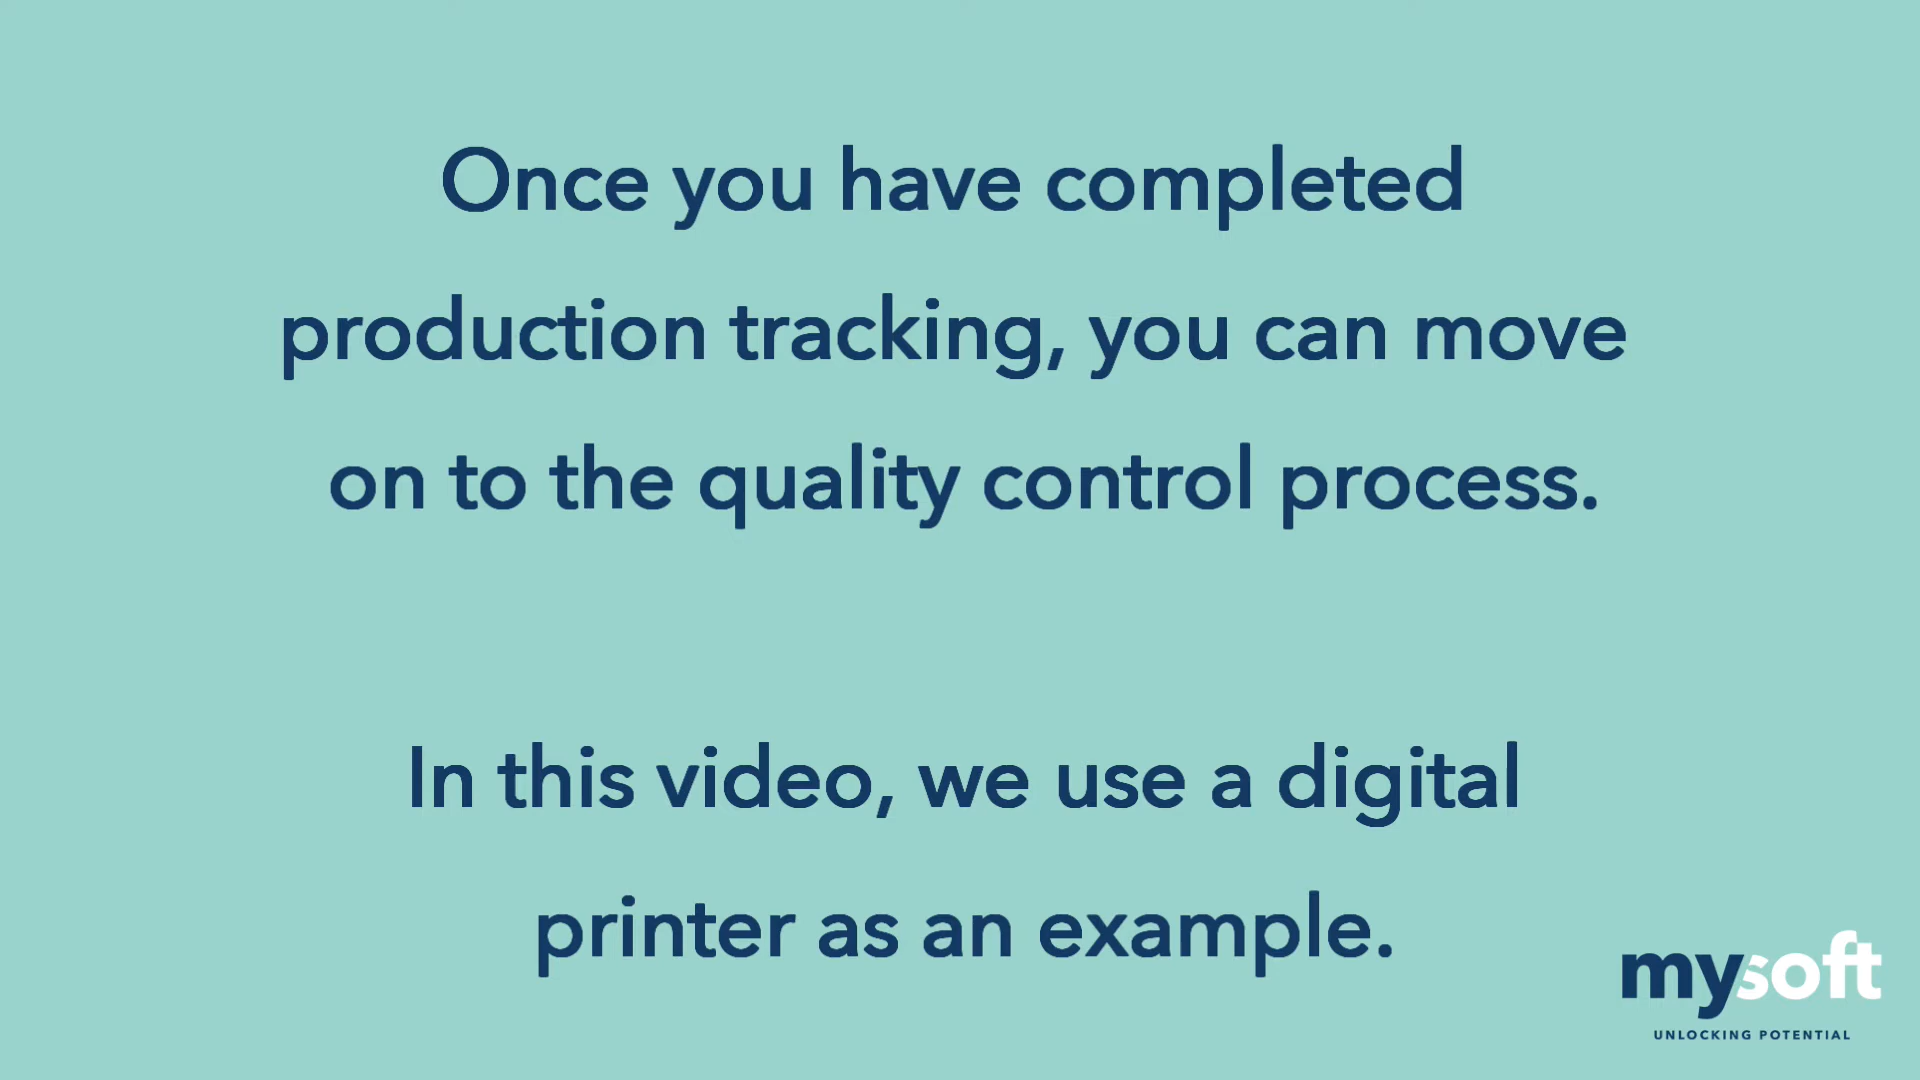 Once you have completed
production tracking, you can move
on to the quality control process.
In this video, we use a digital
printer as an example.
mysoft
UNLOCKING POTENTIAL